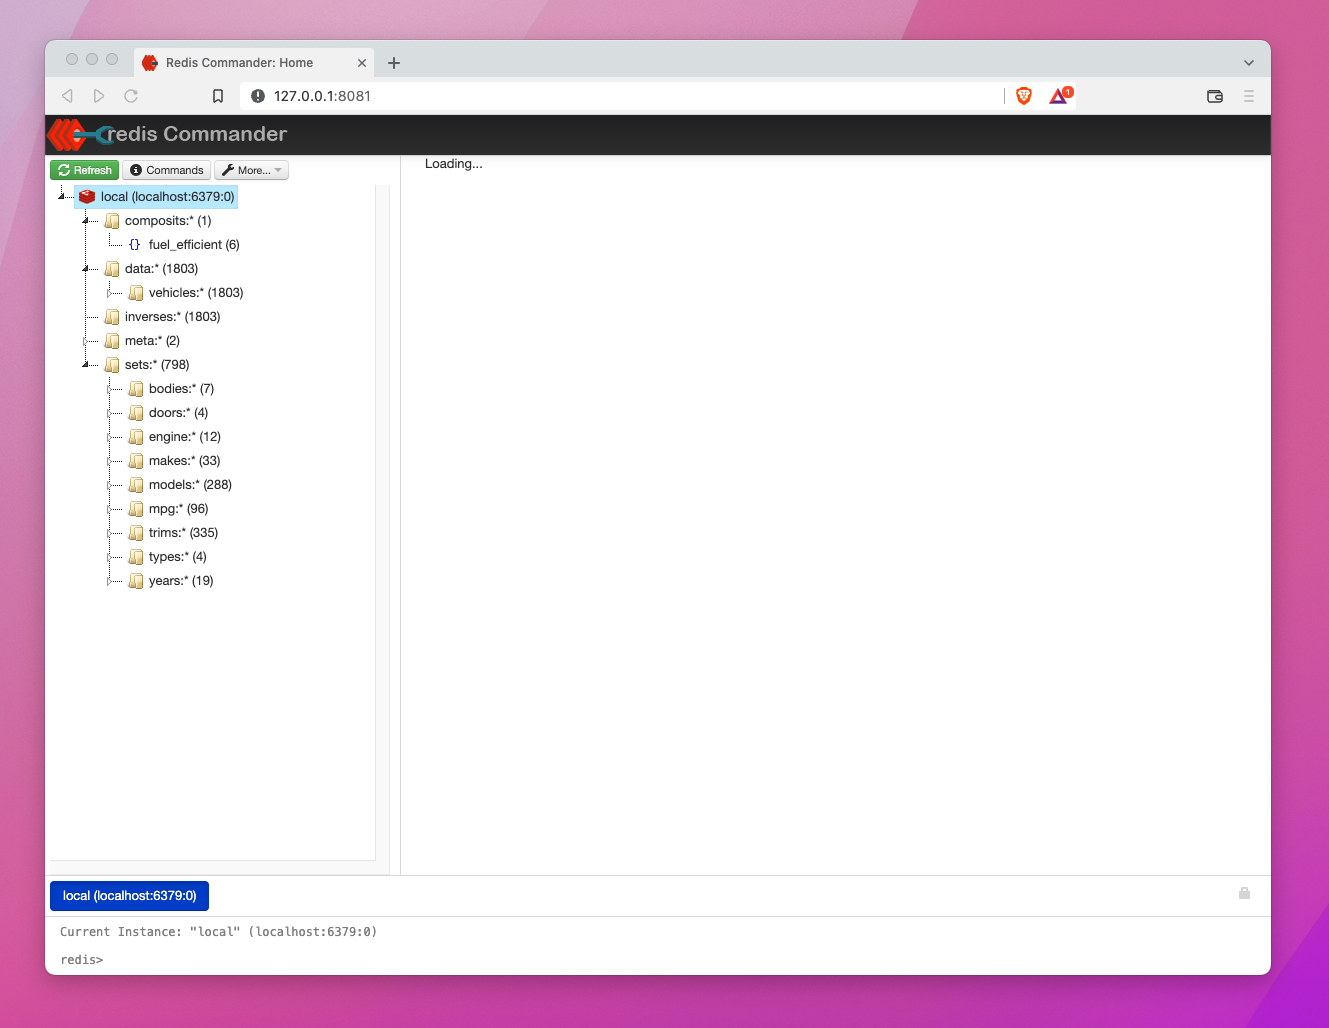 Redis Commander: Home
127.0.0.1:8081
1
redis Commander
Refresh
Commands
More...
Loading...
local (localhost:6379:0)
composits:* (1)
{} fuel_efficient (6)
data:* (1803)
vehicles:* (1803)
inverses:* (1803)
meta:* (2)
sets:* (798)
bodies:* (7)
doors:* (4)
engine:* (12)
makes:* (33)
models:* (288)
mpg:* (96)
trims:* (335)
types:* (4)
years:* (19)
local (localhost:6379:0)
Current Instance: "local" (localhost:6379:0)
redis>